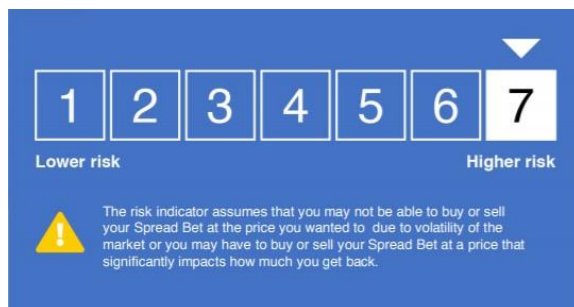 1 2 3 4 5 6 7
Lower risk Higher risk
The risk indicator assumes that you may not be able to buy or sell
your Spread Bet at the price you wanted to due to volatility of the
market or you may have to buy or sell your Spread Bet at a price that
significantly impacts how much you get back.